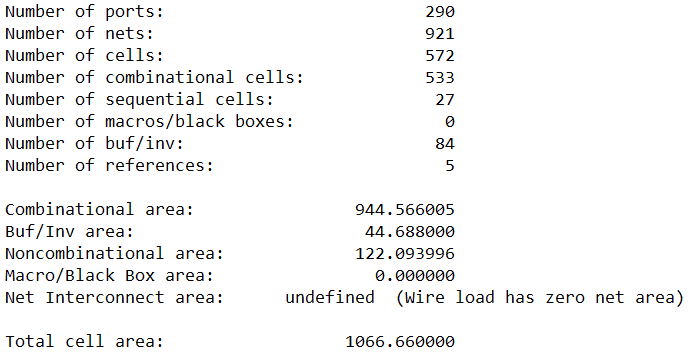 Number of ports: 290
Number of nets: 921
Number of cells: 572
Number of combinational cells: 533
Number of sequential cells: 27
Number of macros/black boxes: 0
Number of buf/inv: 84
Number of references: 5
Combinational area: 944.566005
Buf/Inv area: 44.688000
Noncombinational area: 122.093996
Macro/Black Box area: 0.000000
Net Interconnect area: undefined (Wire load has zero net area)
Total cell area: 1066.660000